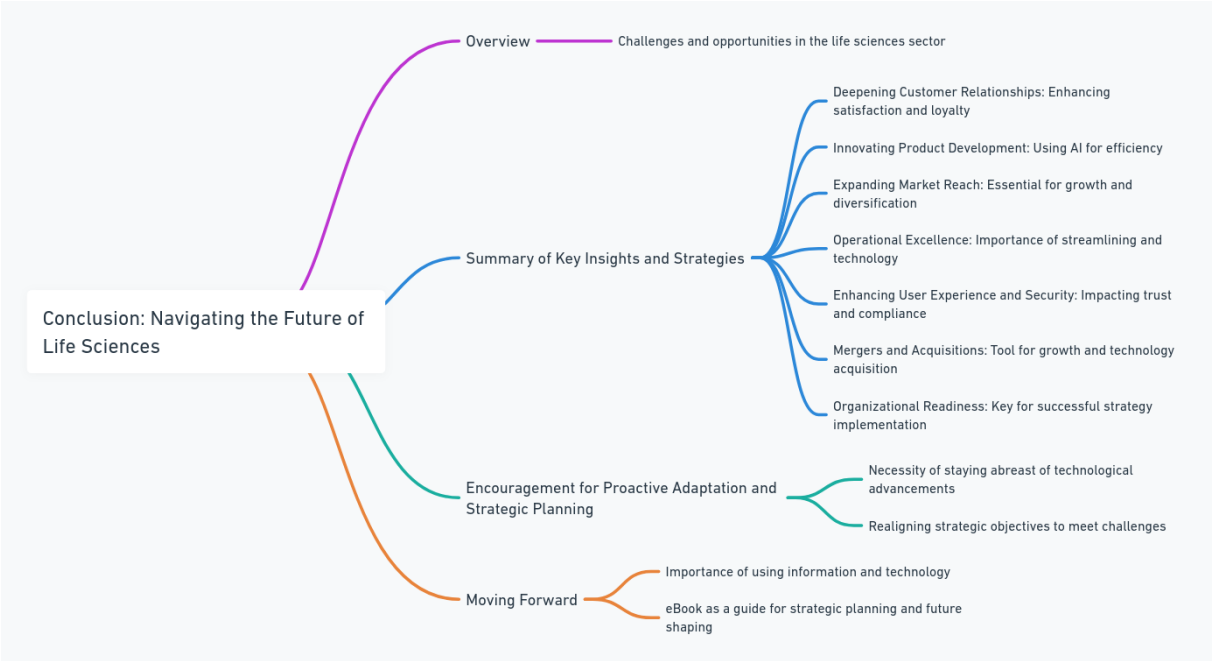 Conclusion: Navigating the Future of
Life Sciences
Overview
Challenges and opportunities in the life sciences sector
Summary of Key Insights and Strategies
Deepening Customer Relationships: Enhancing
satisfaction and loyalty
Innovating Product Development: Using AI for efficiency
Expanding Market Reach: Essential for growth and
diversification
Operational Excellence: Importance of streamlining and
technology
Enhancing User Experience and Security: Impacting trust
and compliance
Mergers and Acquisitions: Tool for growth and technology
acquisition
Organizational Readiness: Key for successful strategy
implementation
Encouragement for Proactive Adaptation and
Strategic Planning
Necessity of staying abreast of technological
advancements
Realigning strategic objectives to meet challenges
Moving Forward
Importance of using information and technology
eBook as a guide for strategic planning and future
shaping